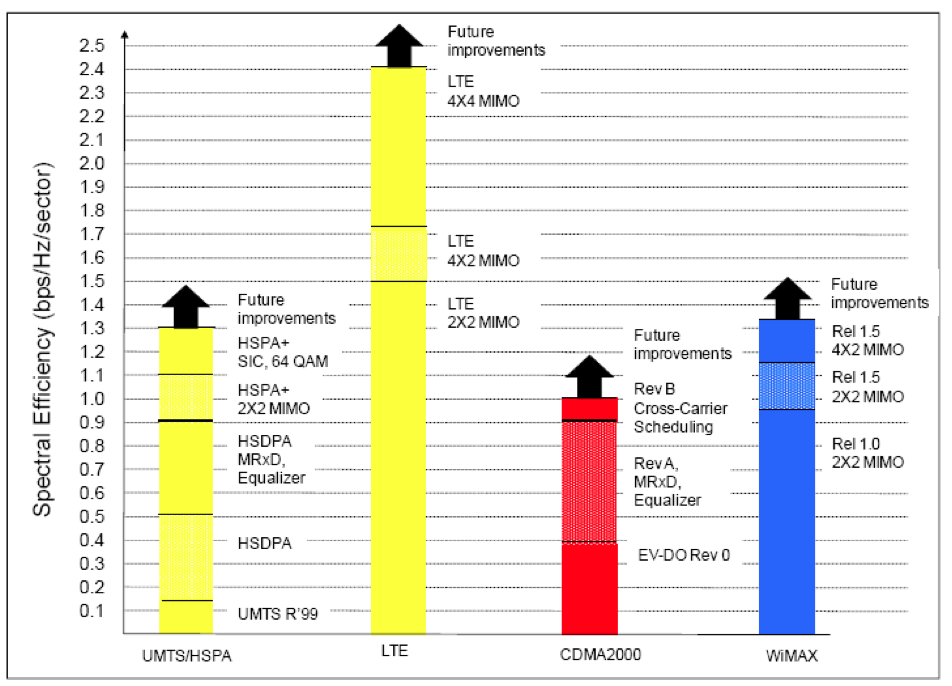 Spectral Efficiency (bps/Hz/sector)
2.5
2.4
2.3
2.2
2.1
2.0
1.9
1.8
1.7
1.6
1.5
1.4
1.3
1.2
1.1
1.0
0.9
0.8
0.7
0.6
0.5
0.4
0.3
0.2
0.1
Future
improvements
HSPA+
SIC, 64 QAM
HSPA+
2X2 MIMO
HSDPA
MRxD,
Equalizer
HSDPA
UMTS R'99
UMTS/HSPA
Future
improvements
LTE
4X4 MIMO
LTE
4X2 MIMO
LTE
2X2 MIMO
LTE
Future
improvements
Rev B
Cross-Carrier
Scheduling
Rev A,
MRxD,
Equalizer
EV-DO Rev 0
CDMA2000
Future
improvements
Rel 1.5
4X2 MIMO
Rel 1.5
2X2 MIMO
Rel 1.0
2X2 MIMO
WiMAX